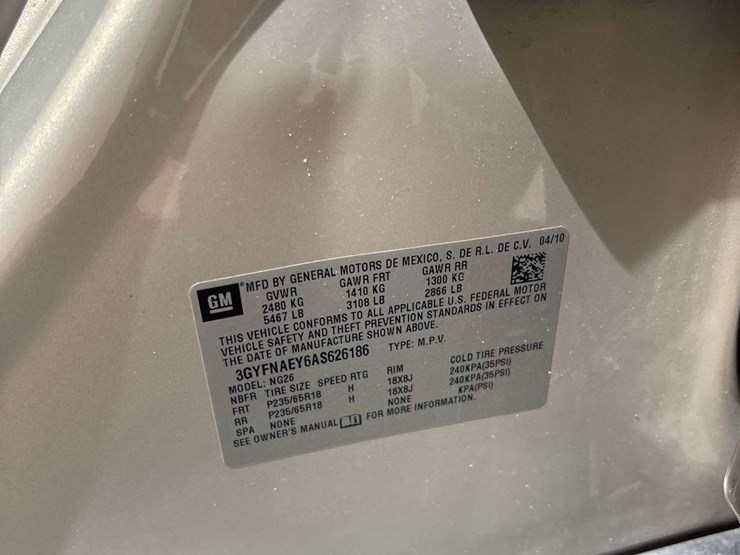 GM
MFD BY GENERAL MOTORS DE MEXICO, S. DE R.L. DE C.V. 04/10
GVWR GAWR FRT GAWR RR
2480 KG 1410 KG 1300 KG
5467 LB 3108 LB 2866 LB
THIS VEHICLE CONFORMS TO ALL APPLICABLE U.S. FEDERAL MOTOR
VEHICLE SAFETY AND THEFT PREVENTION STANDARDS IN EFFECT ON
THE DATE OF MANUFACTURE SHOWN ABOVE.
3GYFNAEY6AS626186 TYPE: M.P.V.
MODEL: NG26
NBFR TIRE SIZE SPEED RTG RIM COLD TIRE PRESSURE
FRT P235/65R18 H 18X8J 240KPA(35PSI)
RR P235/65R18 H 18X8J 240KPA(35PSI)
SPA NONE NONE KPA(PSI)
SEE OWNER'S MANUAL FOR MORE INFORMATION.